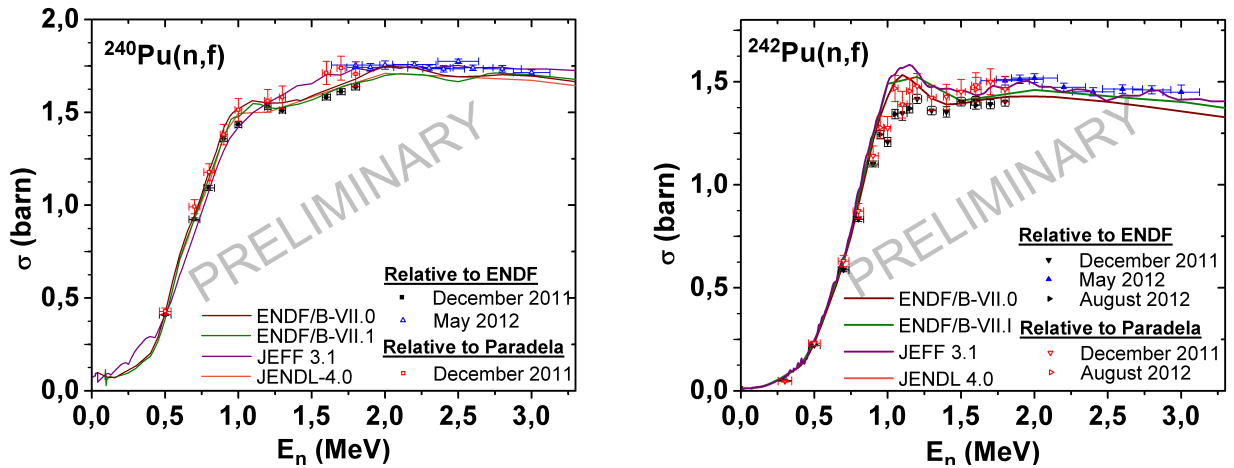 2,0
1,5
1,0
0,5
0,0
σ (barn)
²⁴⁰Pu(n,f)
PRELIMINARY
Relative to ENDF
December 2011
May 2012
Relative to Paradela
December 2011
ENDF/B-VII.0
ENDF/B-VII.1
JEFF 3.1
JENDL-4.0
0,0 0,5 1,0 1,5 2,0 2,5 3,0
Eₙ (MeV)
1.5
1.0
0,5
0,0
σ (barn)
²⁴²Pu(n,f)
PRELIMINARY
Relative to ENDF
December 2011
May 2012
August 2012
Relative to Paradela
December 2011
August 2012
ENDF/B-VII.0
ENDF/B-VII.I
JEFF 3.1
JENDL 4.0
0,0 0,5 1,0 1,5 2,0 2,5 3,0
Eₙ (MeV)